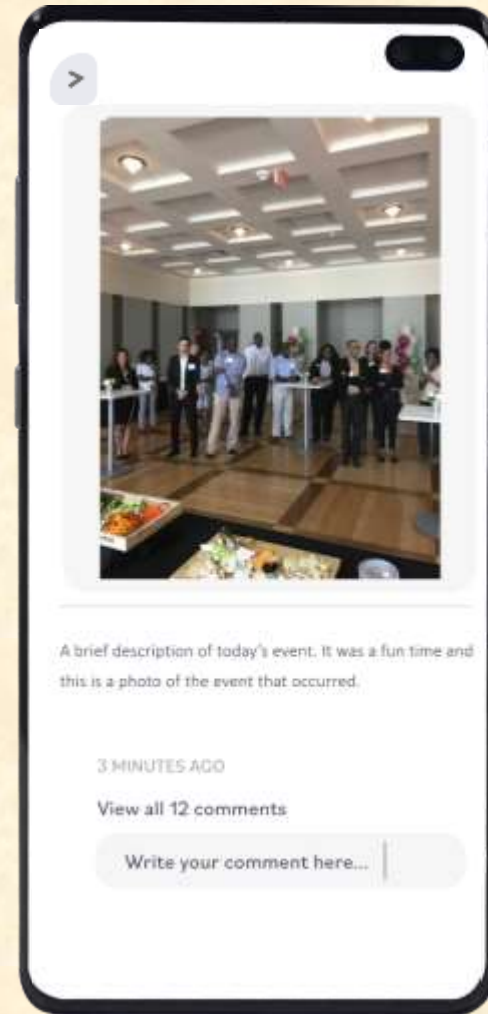 >
A brief description of today's event. It was a fun time and
this is a photo of the event that occurred.
3 MINUTES AGO
View all 12 comments
Write your comment here...